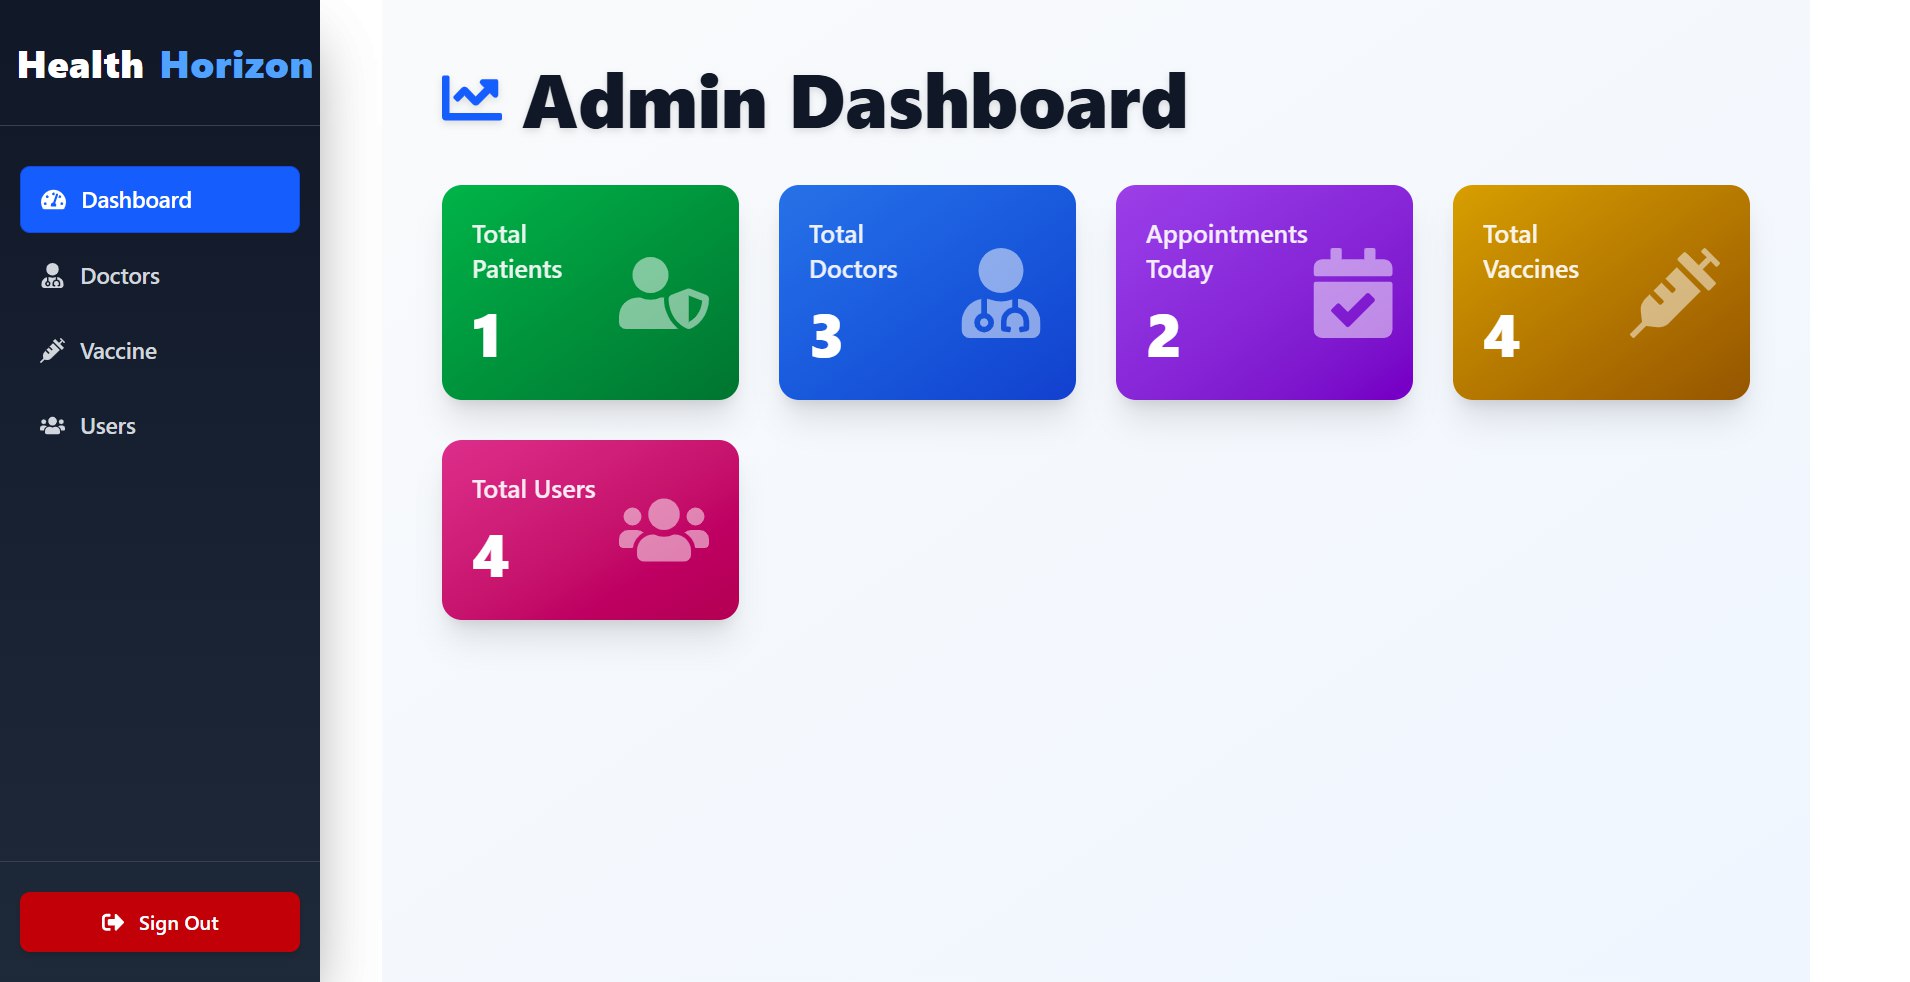 Health Horizon
Dashboard
Doctors
Vaccine
Users
Sign Out
Admin Dashboard
Total
Patients
1
Total
Doctors
3
Appointments
Today
2
Total
Vaccines
4
Total Users
4